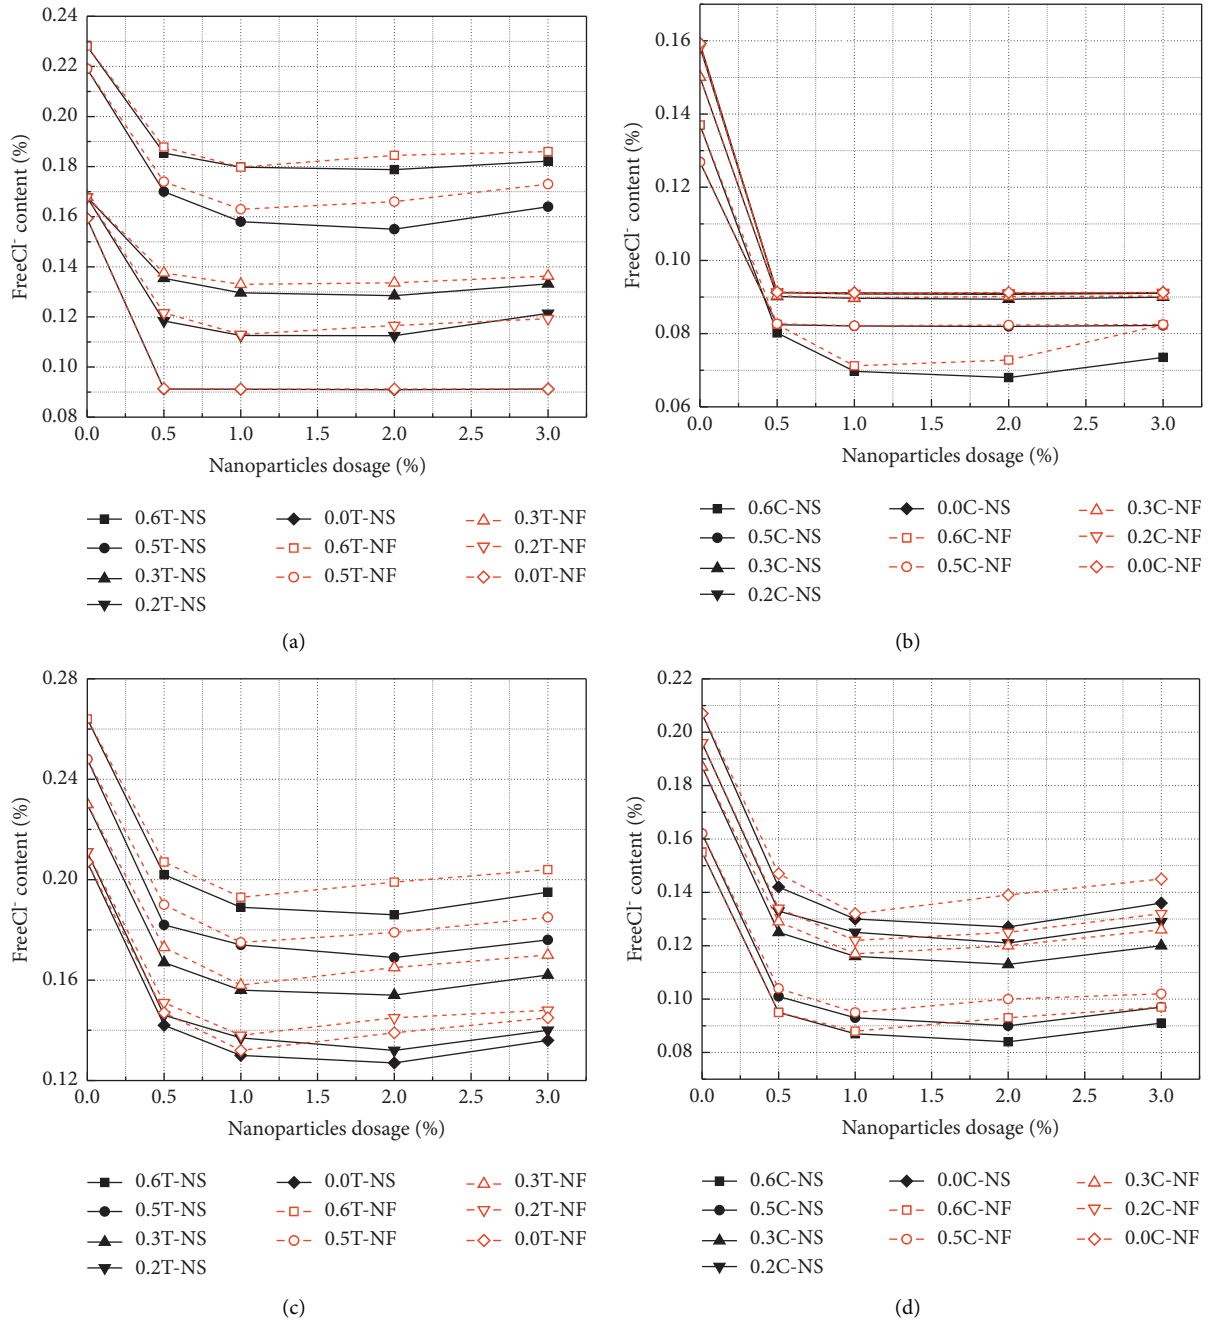 0.24
0.22
0.20
0.18
0.16
0.14
0.12
0.10
0.08
FreeCl⁻ content (%)
0.0 0.5 1.0 1.5 2.0 2.5 3.0
Nanoparticles dosage (%)
0.6T-NS 0.0T-NS 0.3T-NF
0.5T-NS 0.6T-NF 0.2T-NF
0.3T-NS 0.5T-NF 0.0T-NF
0.2T-NS
(a)
0.16
0.14
0.12
0.10
0.08
0.06
FreeCl⁻ content (%)
0.0 0.5 1.0 1.5 2.0 2.5 3.0
Nanoparticles dosage (%)
0.6C-NS 0.0C-NS 0.3C-NF
0.5C-NS 0.6C-NF 0.2C-NF
0.3C-NS 0.5C-NF 0.0C-NF
0.2C-NS
(b)
0.28
0.24
0.20
0.16
0.12
FreeCl⁻ content (%)
0.0 0.5 1.0 1.5 2.0 2.5 3.0
Nanoparticles dosage (%)
0.6T-NS 0.0T-NS 0.3T-NF
0.5T-NS 0.6T-NF 0.2T-NF
0.3T-NS 0.5T-NF 0.0T-NF
0.2T-NS
(c)
0.22
0.20
0.18
0.16
0.14
0.12
0.10
0.08
FreeCl⁻ content (%)
0.0 0.5 1.0 1.5 2.0 2.5 3.0
Nanoparticles dosage (%)
0.6C-NS 0.0C-NS 0.3C-NF
0.5C-NS 0.6C-NF 0.2C-NF
0.3C-NS 0.5C-NF 0.0C-NF
0.2C-NS
(d)